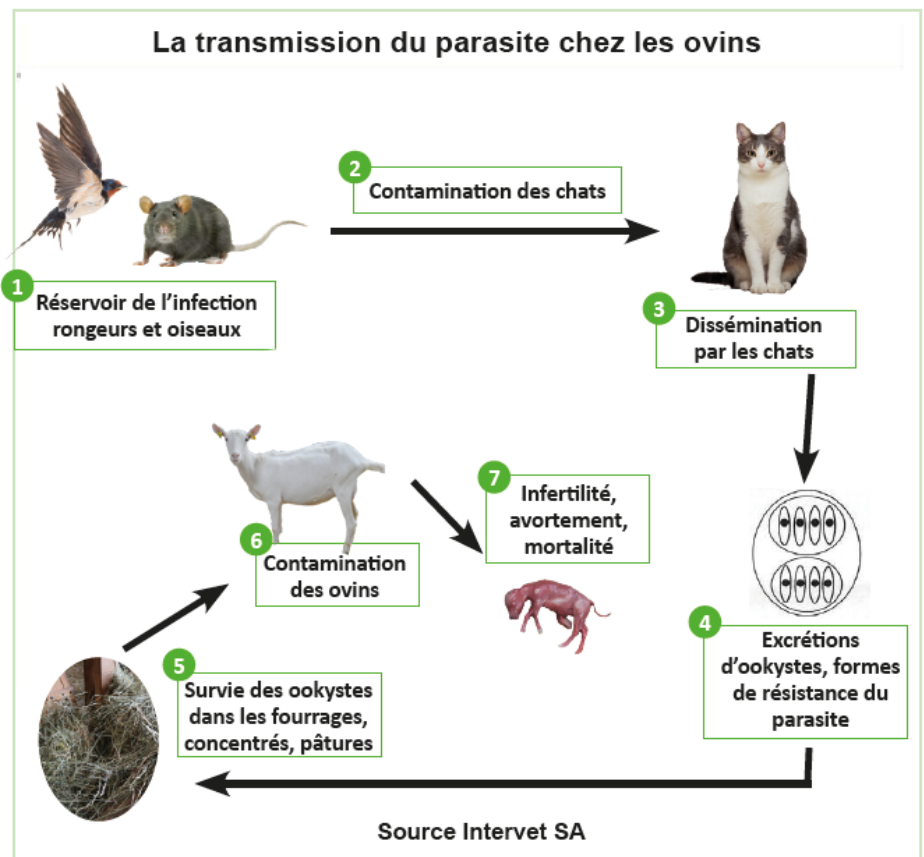 La transmission du parasite chez les ovins
1
Réservoir de l'infection
rongeurs et oiseaux
2
Contamination des chats
3
Dissémination
par les chats
4
Excrétions
d'ookystes, formes
de résistance du
parasite
5
Survie des ookystes
dans les fourrages,
concentrés, pâtures
6
Contamination
des ovins
7
Infertilité,
avortement,
mortalité
Source Intervet SA